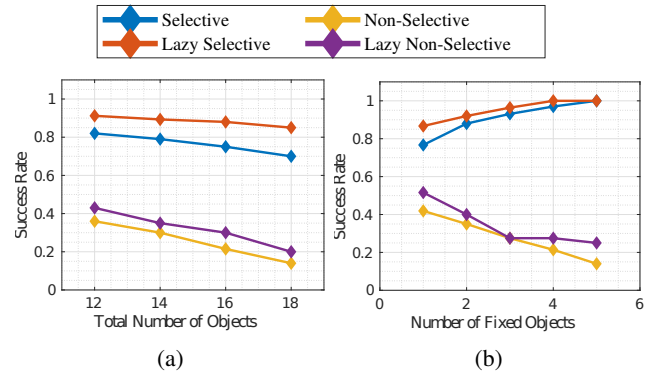 Selective Non-Selective
Lazy Selective Lazy Non-Selective
1
0.8
0.6
0.4
0.2
0
Success Rate
12 14 16 18
Total Number of Objects
(a)
1
0.8
0.6
0.4
0.2
0
Success Rate
0 2 4 6
Number of Fixed Objects
(b)